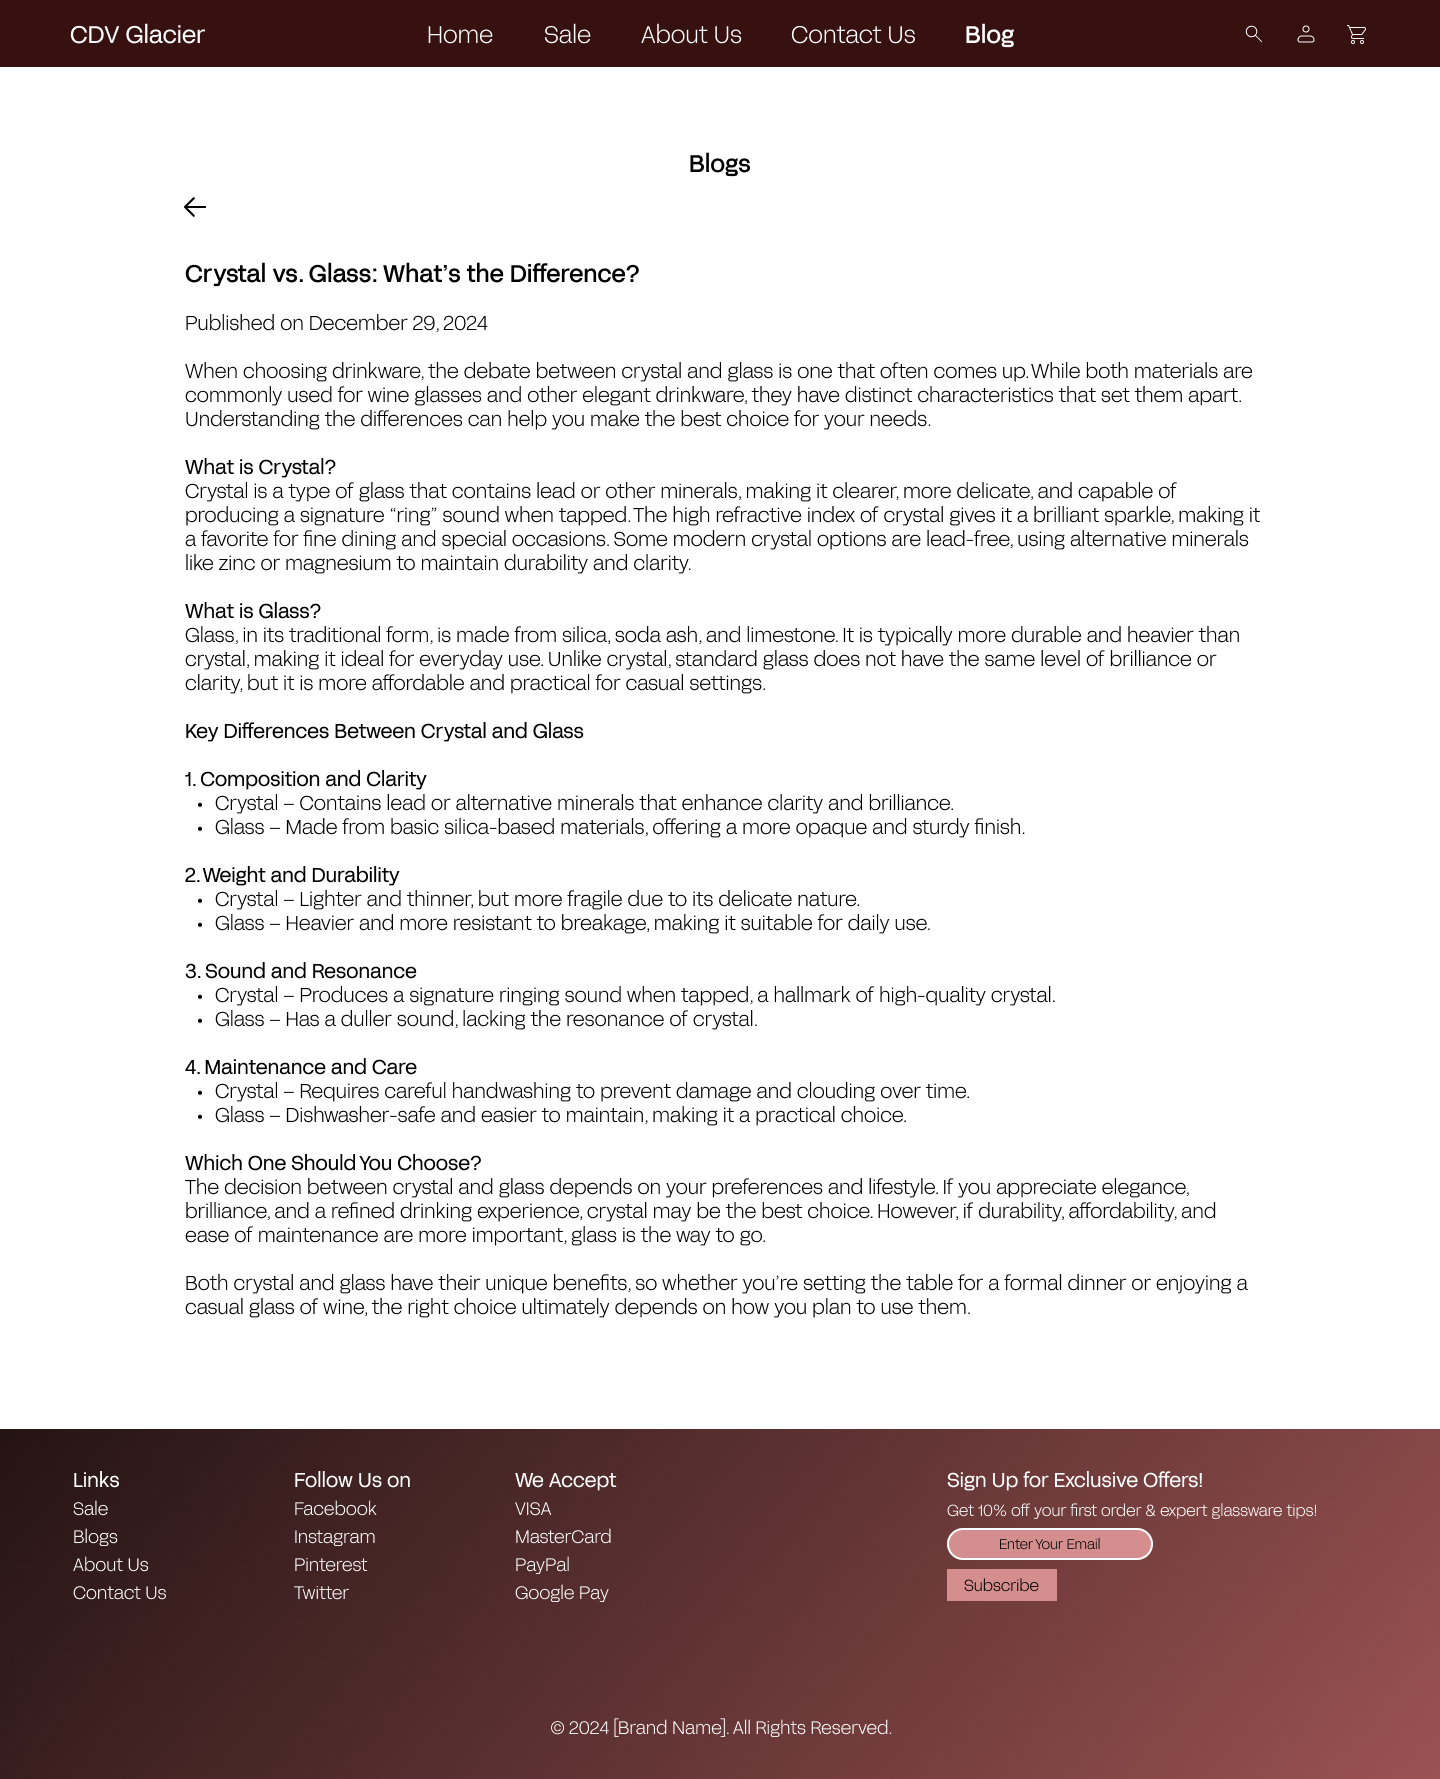 CDV Glacier
Home Sale About Us Contact Us Blog
Blogs
Crystal vs. Glass: What’s the Difference?
Published on December 29, 2024
When choosing drinkware, the debate between crystal and glass is one that often comes up. While both materials are
commonly used for wine glasses and other elegant drinkware, they have distinct characteristics that set them apart.
Understanding the differences can help you make the best choice for your needs.
What is Crystal?
Crystal is a type of glass that contains lead or other minerals, making it clearer, more delicate, and capable of
producing a signature “ring” sound when tapped. The high refractive index of crystal gives it a brilliant sparkle, making it
a favorite for fine dining and special occasions. Some modern crystal options are lead-free, using alternative minerals
like zinc or magnesium to maintain durability and clarity.
What is Glass?
Glass, in its traditional form, is made from silica, soda ash, and limestone. It is typically more durable and heavier than
crystal, making it ideal for everyday use. Unlike crystal, standard glass does not have the same level of brilliance or
clarity, but it is more affordable and practical for casual settings.
Key Differences Between Crystal and Glass
1. Composition and Clarity
• Crystal – Contains lead or alternative minerals that enhance clarity and brilliance.
• Glass – Made from basic silica-based materials, offering a more opaque and sturdy finish.
2. Weight and Durability
• Crystal – Lighter and thinner, but more fragile due to its delicate nature.
• Glass – Heavier and more resistant to breakage, making it suitable for daily use.
3. Sound and Resonance
• Crystal – Produces a signature ringing sound when tapped, a hallmark of high-quality crystal.
• Glass – Has a duller sound, lacking the resonance of crystal.
4. Maintenance and Care
• Crystal – Requires careful handwashing to prevent damage and clouding over time.
• Glass – Dishwasher-safe and easier to maintain, making it a practical choice.
Which One Should You Choose?
The decision between crystal and glass depends on your preferences and lifestyle. If you appreciate elegance,
brilliance, and a refined drinking experience, crystal may be the best choice. However, if durability, affordability, and
ease of maintenance are more important, glass is the way to go.
Both crystal and glass have their unique benefits, so whether you’re setting the table for a formal dinner or enjoying a
casual glass of wine, the right choice ultimately depends on how you plan to use them.
Links
Sale
Blogs
About Us
Contact Us
Follow Us on
Facebook
Instagram
Pinterest
Twitter
We Accept
VISA
MasterCard
PayPal
Google Pay
Sign Up for Exclusive Offers!
Get 10% off your first order & expert glassware tips!
Enter Your Email
Subscribe
© 2024 [Brand Name]. All Rights Reserved.